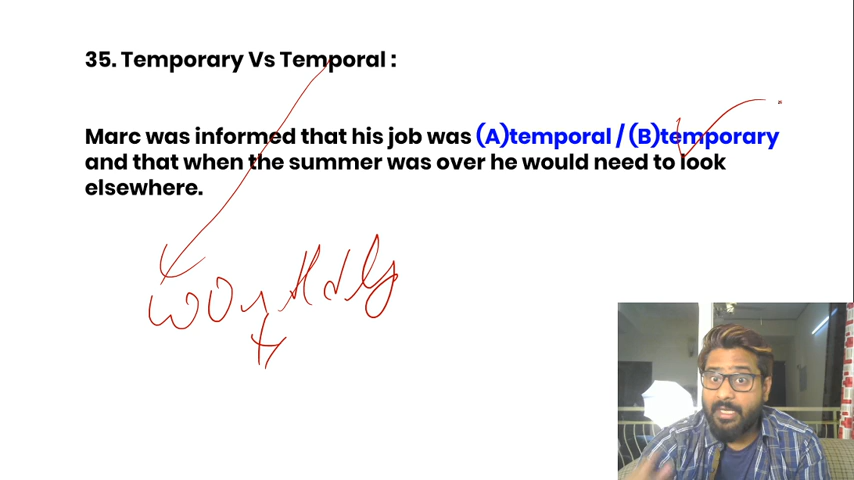 35. Temporary Vs Temporal :
Marc was informed that his job was (A)temporal / (B)temporary
and that when the summer was over he would need to look
elsewhere.